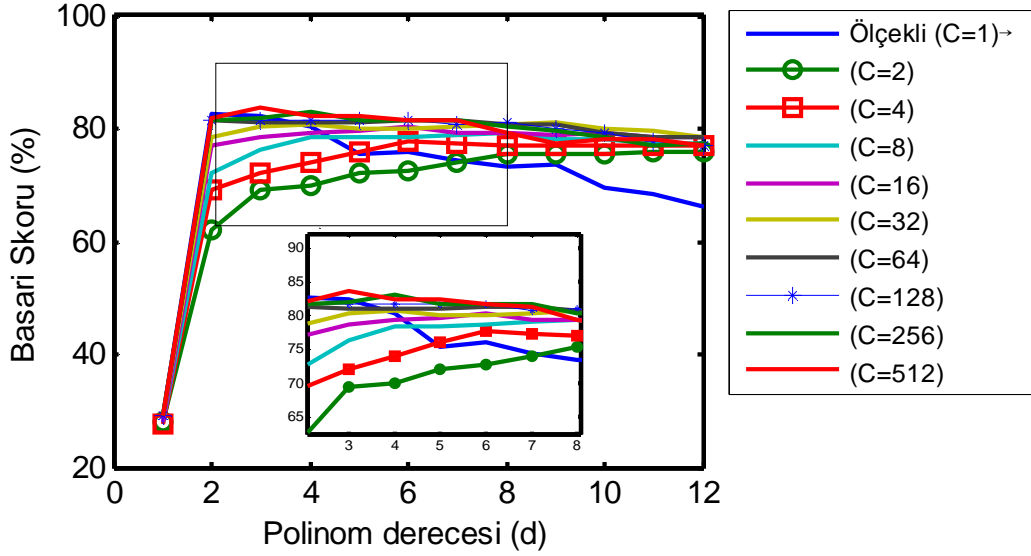 100
80
60
40
20
0 2 4 6 8 10 12
Basari Skoru (%)
Polinom derecesi (d)
90
85
80
75
70
65
3 4 5 6 7 8
Ölçekli (C=1)→
(C=2)
(C=4)
(C=8)
(C=16)
(C=32)
(C=64)
(C=128)
(C=256)
(C=512)